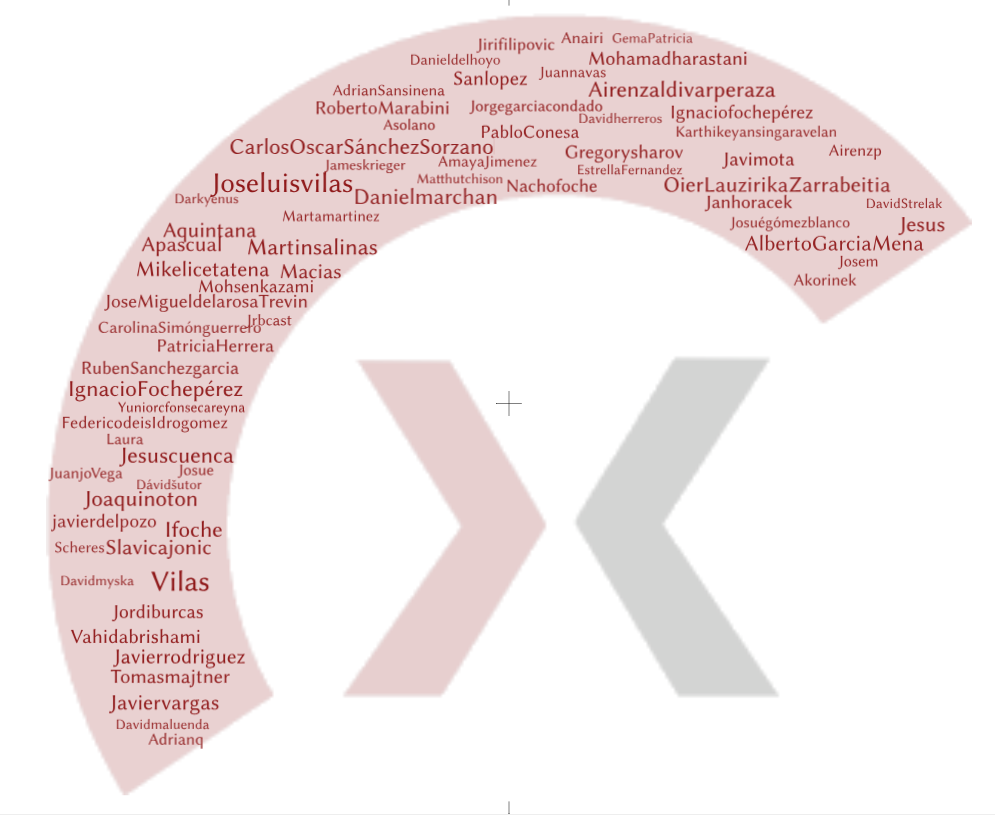 Jirifilipovic
Anairi
GemaPatricia
Danieldelhoyo
Mohamadharastani
Sanlopez
Juannavas
AdrianSansinena
Airenzaldivarperaza
RobertoMarabini
Jorgegarciacondado
Ignaciofochepérez
Davidherreros
Asolano
PabloConesa
Karthikeyansingaravelan
CarlosOscarSánchezSorzano
Gregorysharov
Airenzp
Jameskrieger
AmayaJimenez
Javimota
EstrellaFernandez
Joseluisvilas
Matthutchison
Nachofoche
OierLauzirikaZarrabeitia
Darkyenus
Danielmarchan
Janhoracek
DavidStrelak
Martamartinez
Josuégómezblanco
Jesus
Aquintana
Apascual
Martinsalinas
AlbertoGarciaMena
Josem
Mikelicetatena
Macias
Akorinek
Mohsenkazami
JoseMigueldelarosaTrevin
Jrbcast
CarolinaSimónguerrero
PatriciaHerrera
RubenSanchezgarcia
IgnacioFochepérez
Yuniorcfonsecareyna
FedericodeisIdrogomez
Laura
Jesuscuenca
JuanjoVega
Josue
Dávidšutor
Joaquinoton
javierdelpozo
Ifoche
Scheres
Slavicajonic
Davidmyska
Vilas
Jordiburcas
Vahidabrishami
Javierrodriguez
Tomasmajtner
Javiervargas
Davidmaluenda
Adrianq